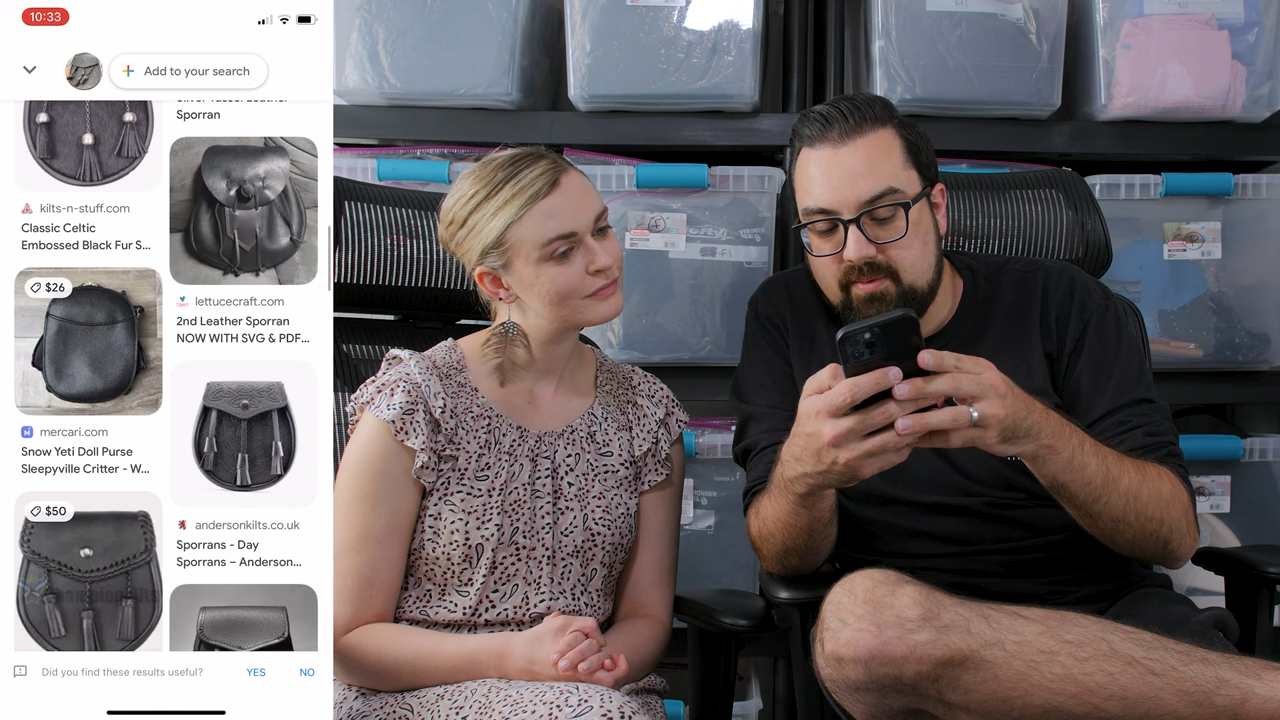 10:33
Add to your search
Sporran
kilts-n-stuff.com
Classic Celtic
Embossed Black Fur S...
$26
mercari.com
Snow Yeti Doll Purse
Sleepyville Critter - W...
$50
lettucecraft.com
2nd Leather Sporran
NOW WITH SVG & PDF...
andersonkilts.co.uk
Sporrans - Day
Sporrans – Anderson...
Did you find these results useful?
YES
NO
F1